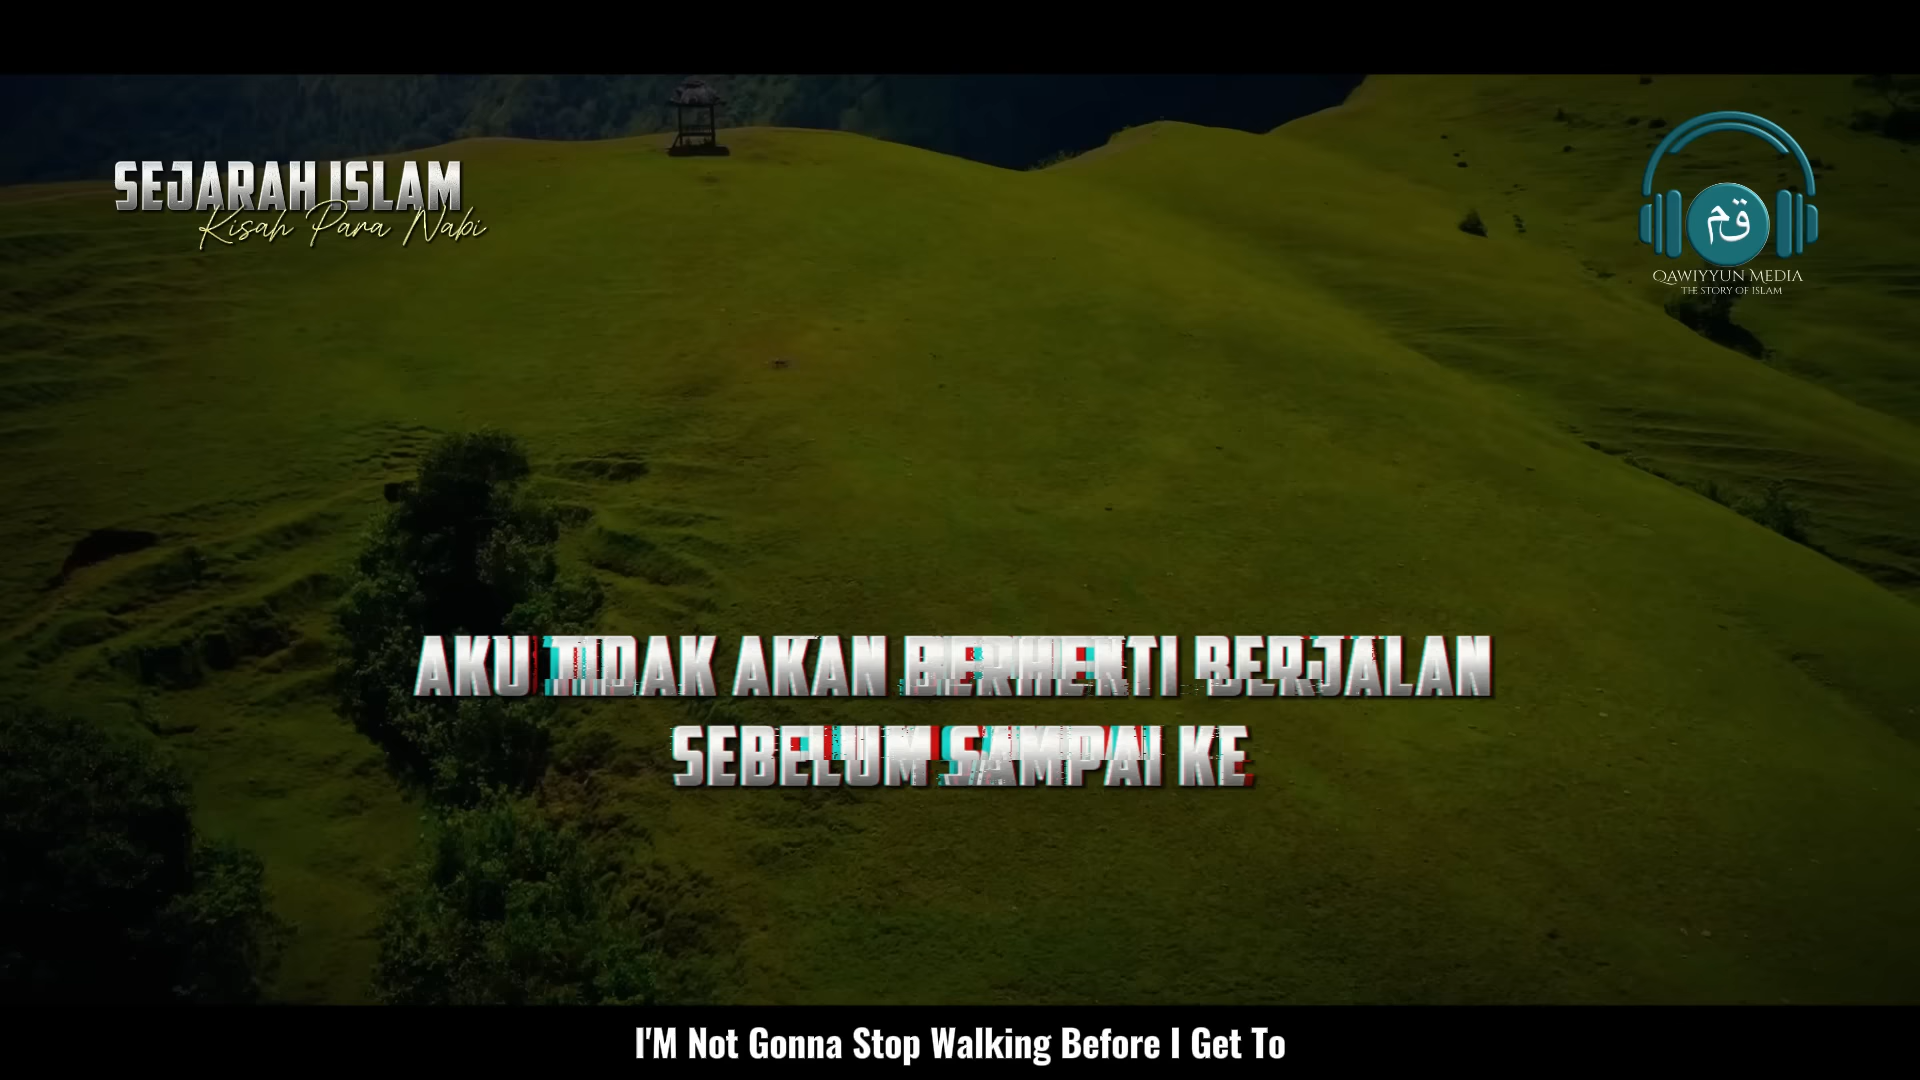 SEJARAH ISLAM
Kisah Para Nabi
قم
QAWIYYUN MEDIA
THE STORY OF ISLAM
AKU TIDAK AKAN BERHENTI BERJALAN
SEBELUM SAMPAI KE
I'M Not Gonna Stop Walking Before I Get To